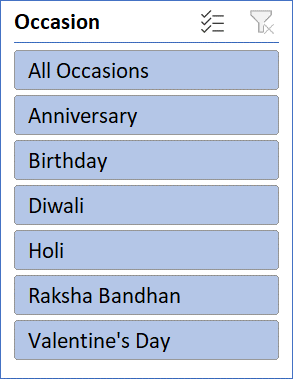 Occasion
All Occasions
Anniversary
Birthday
Diwali
Holi
Raksha Bandhan
Valentine's Day